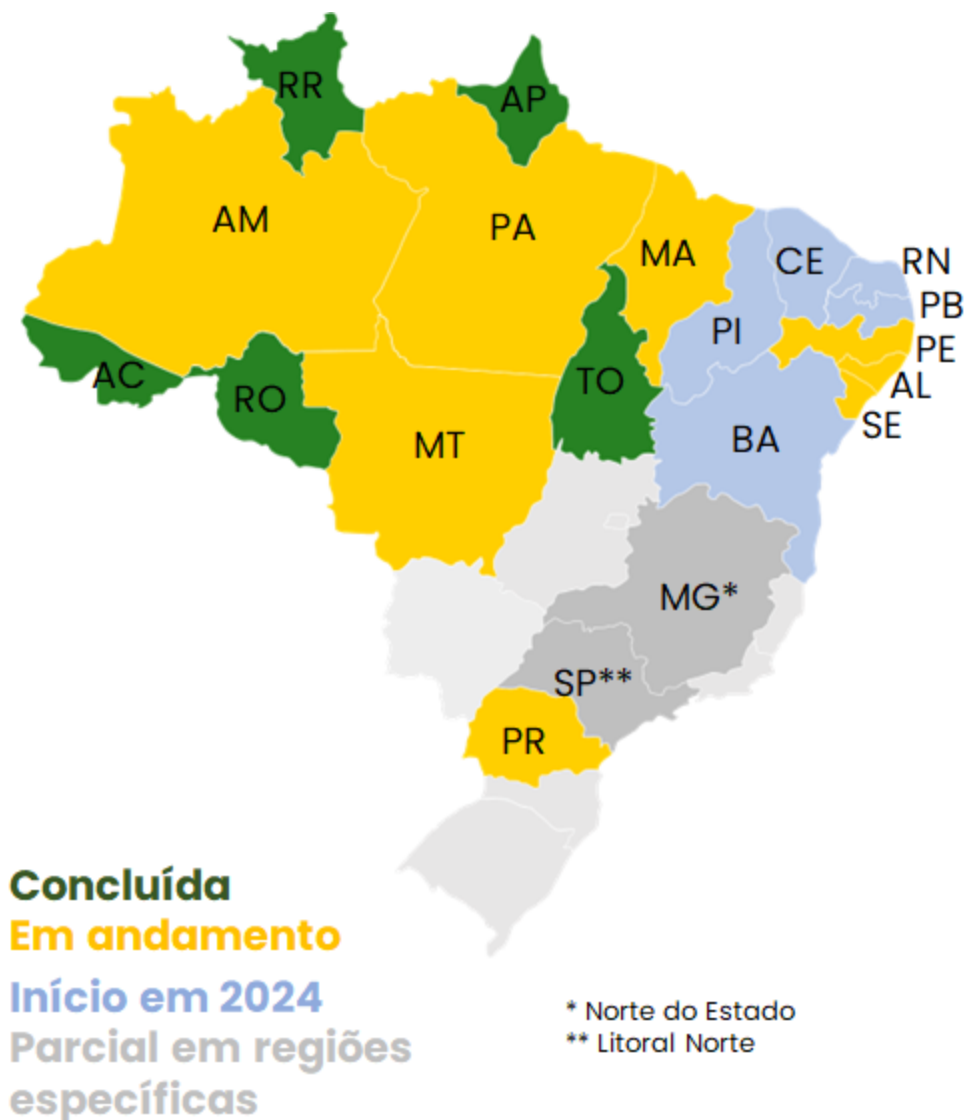 RR
AP
AM
PA
MA
CE
RN
PI
PB
PE
AC
RO
TO
AL
MT
BA
SE
MG*
SP**
PR
Concluída
Em andamento
Início em 2024
Parcial em regiões
específicas
* Norte do Estado
** Litoral Norte